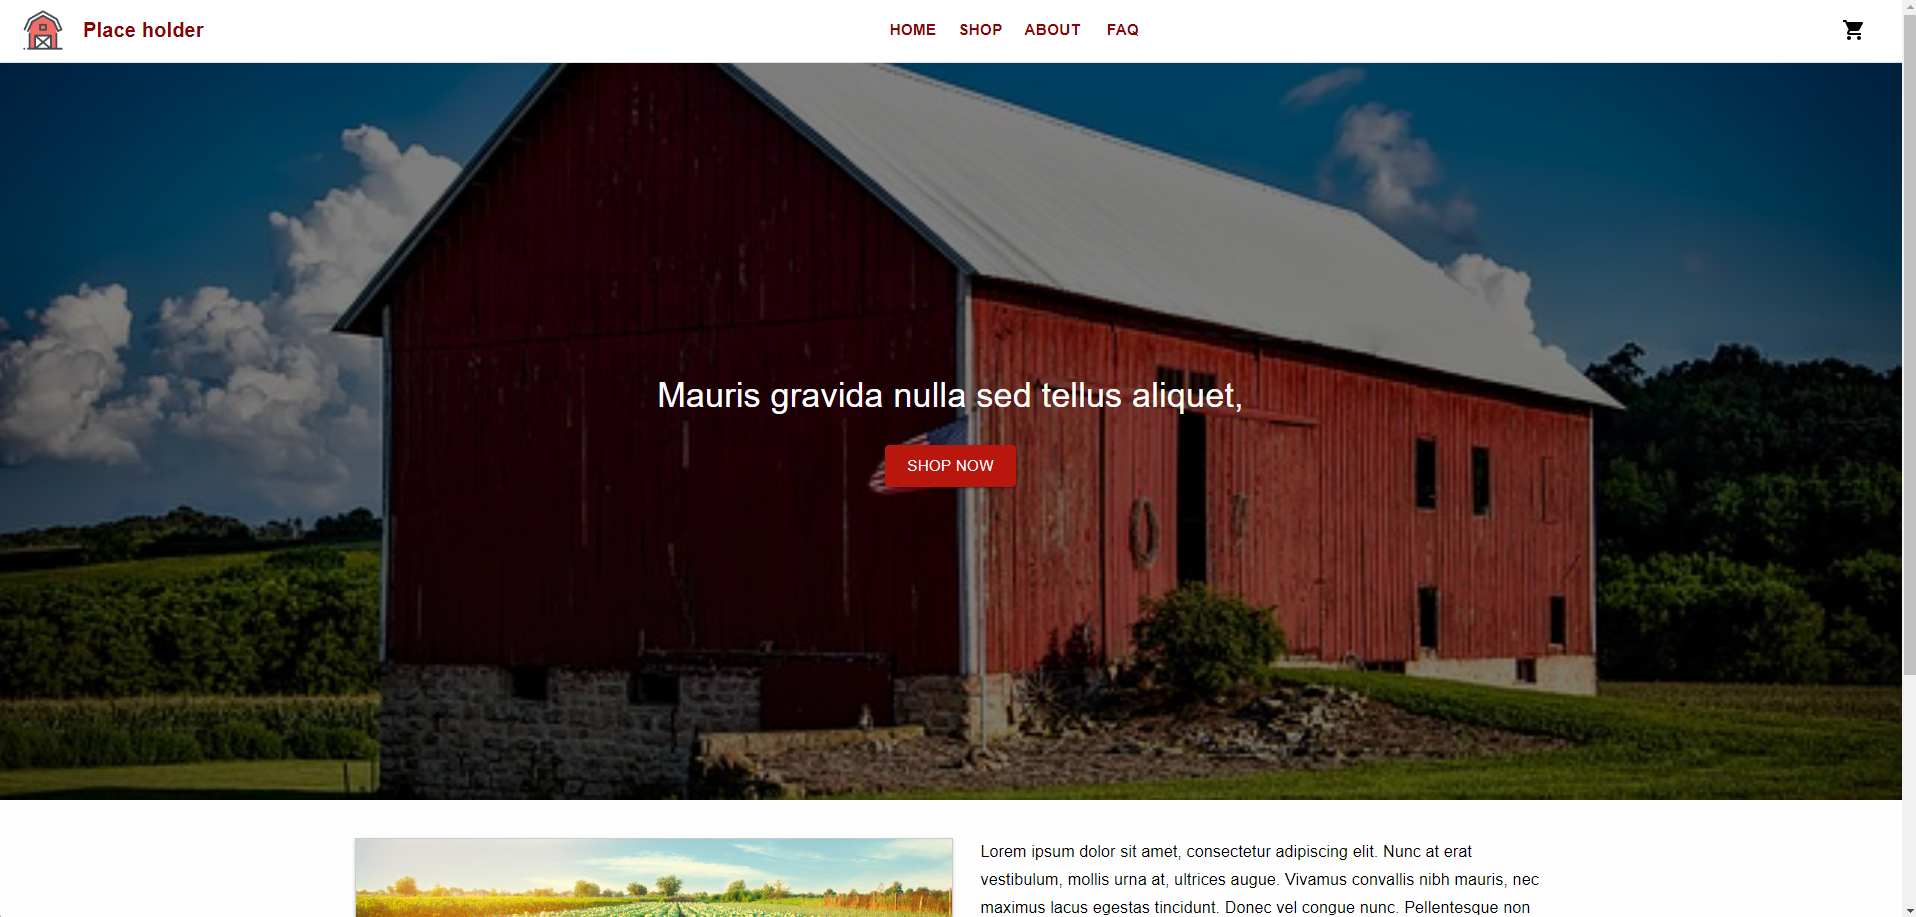 Place holder
HOME SHOP ABOUT FAQ
Mauris gravida nulla sed tellus aliquet,
SHOP NOW
Lorem ipsum dolor sit amet, consectetur adipiscing elit. Nunc at erat
vestibulum, mollis urna at, ultrices augue. Vivamus convallis nibh mauris, nec
maximus lacus egestas tincidunt. Donec vel congue nunc. Pellentesque non